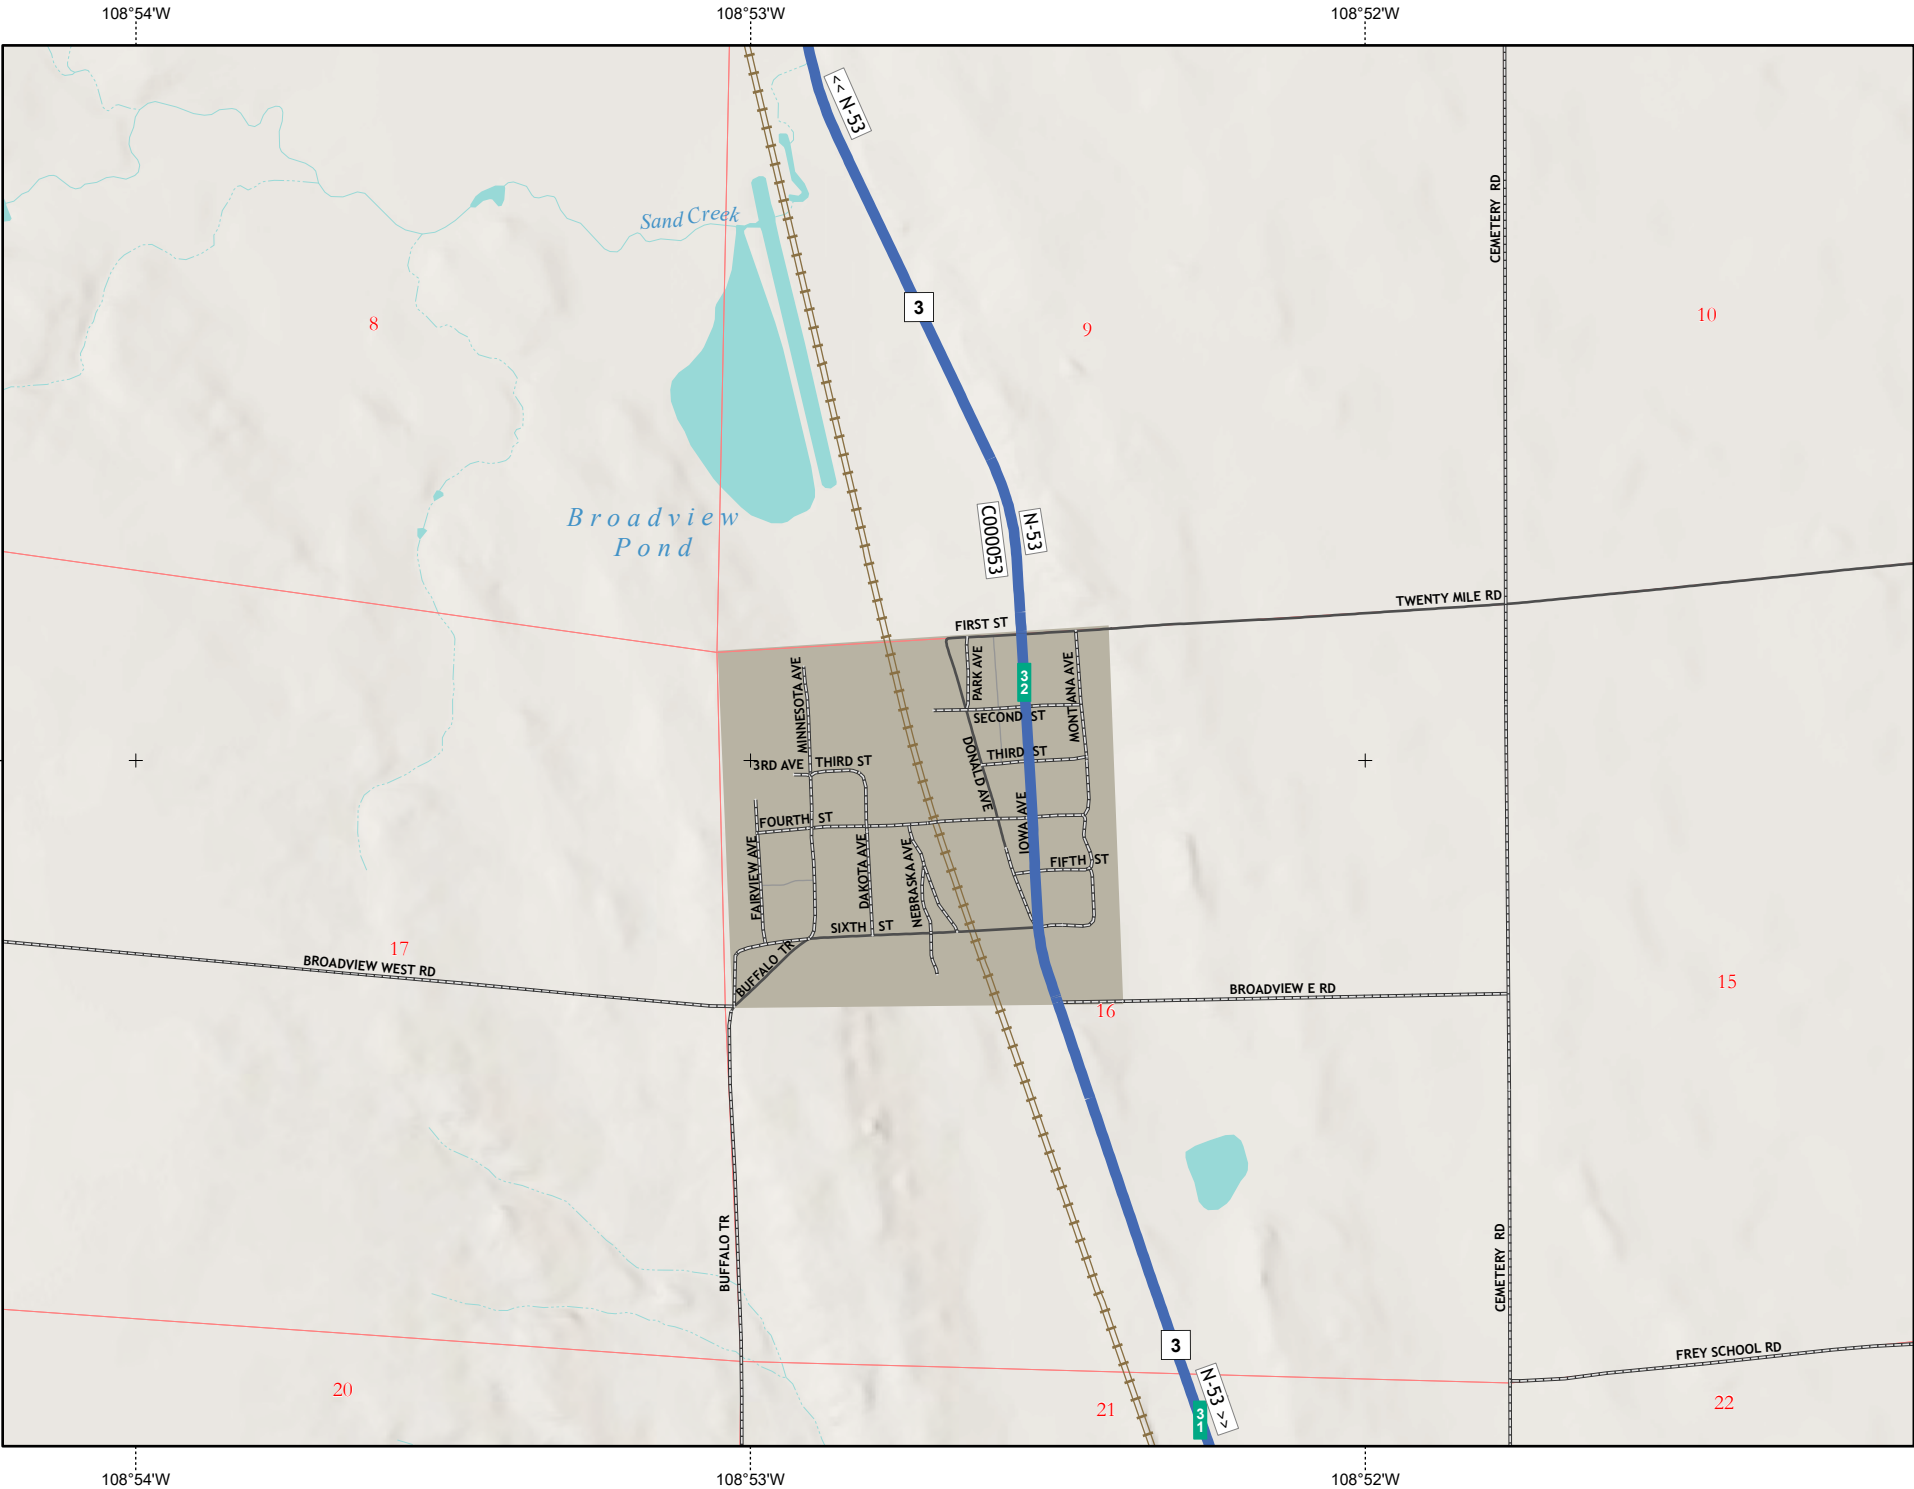 108°54'W
108°53'W
108°52'W
<< N-53
CEMETERY RD
Sand Creek
3
8
9
10
Broadview
Pond
C000053
N-53
TWENTY MILE RD
FIRST ST
PARK AVE
MONTANA AVE
MINNESOTA AVE
32
SECOND ST
DONALD AVE
THIRD ST
3RD AVE
THIRD ST
IOWA AVE
FOURTH ST
FAIRVIEW AVE
DAKOTA AVE
NEBRASKA AVE
FIFTH ST
SIXTH ST
BUFFALO TR
17
BROADVIEW WEST RD
BROADVIEW E RD
16
15
BUFFALO TR
CEMETERY RD
3
FREY SCHOOL RD
N-53 >>
31
20
21
22
108°54'W
108°53'W
108°52'W